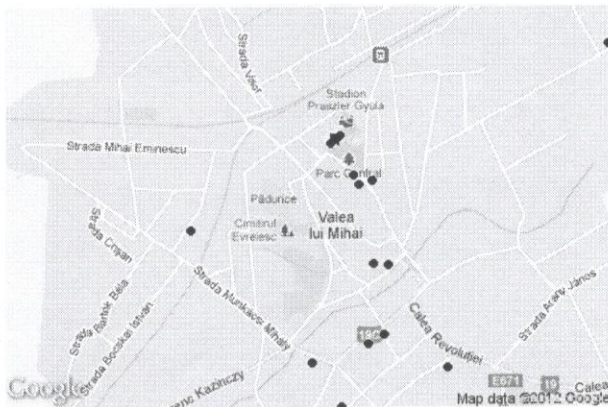 Strada Viilor
Stadion
Pratzler Gyula
Strada Mihai Eminescu
Parc Central
Pădurice
Cimitirul
Evreiesc
Valea
lui Mihai
Strada Crișan
Strada Munkácsi Mihály
Strada Bartók Béla
Strada Bocskai István
Calea Revoluției
Strada Arany János
Kazinczy
E671
19
Calea
Google
Map data ©2012 Google